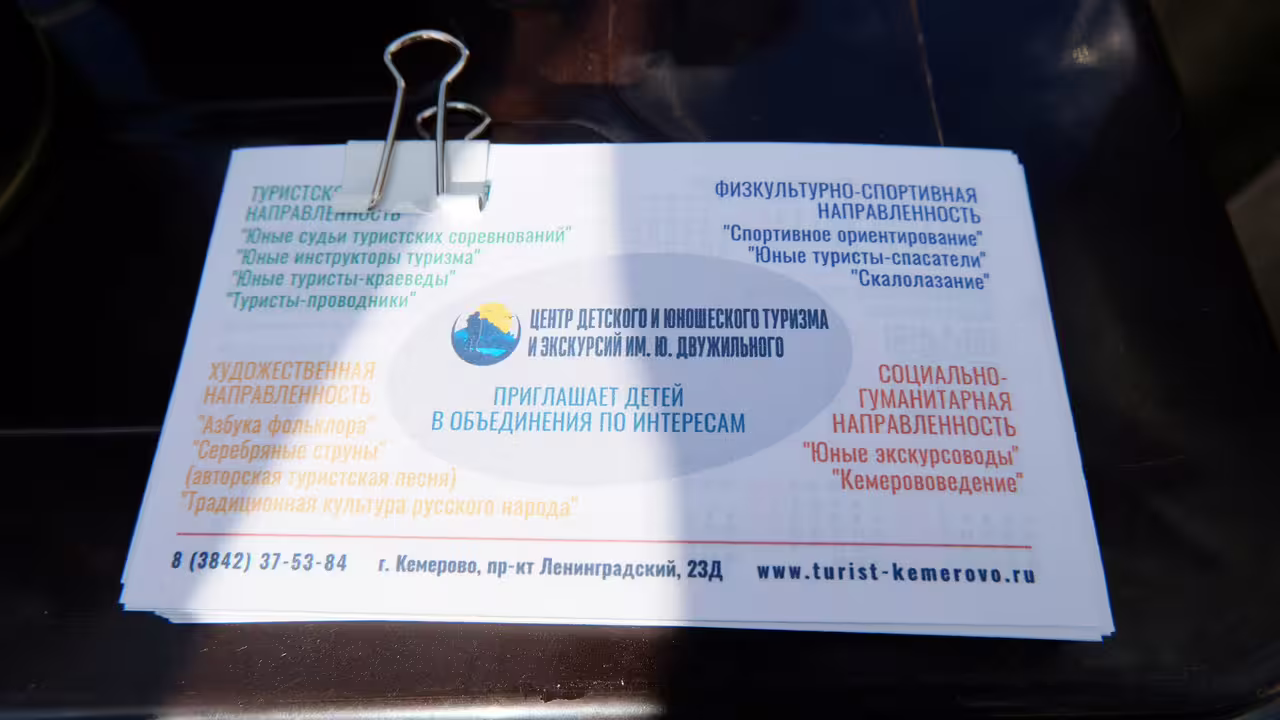 НАПРАВЛЕННОСТЬ
"Юные судьи туристских соревнований"
"Юные инструкторы туризма"
"Юные туристы-краеведы"
"Туристы-проводники"
ФИЗКУЛЬТУРНО-СПОРТИВНАЯ
НАПРАВЛЕННОСТЬ
"Спортивное ориентирование"
"Юные туристы-спасатели"
"Скалолазание"
ЦЕНТР ДЕТСКОГО И ЮНОШЕСКОГО ТУРИЗМА
И ЭКСКУРСИЙ ИМ. Ю. ДВУЖИЛЬНОГО
ПРИГЛАШАЕТ ДЕТЕЙ
В ОБЪЕДИНЕНИЯ ПО ИНТЕРЕСАМ
ХУДОЖЕСТВЕННАЯ
НАПРАВЛЕННОСТЬ
"Азбука фольклора"
"Серебряные струны"
(авторская туристская песня)
"Традиционная культура русского народа"
СОЦИАЛЬНО-
ГУМАНИТАРНАЯ
НАПРАВЛЕННОСТЬ
"Юные экскурсоводы"
"Кемерововедение"
8 (3842) 37-53-84 г. Кемерово, пр-кт Ленинградский, 23Д www.turist-kemerovo.ru